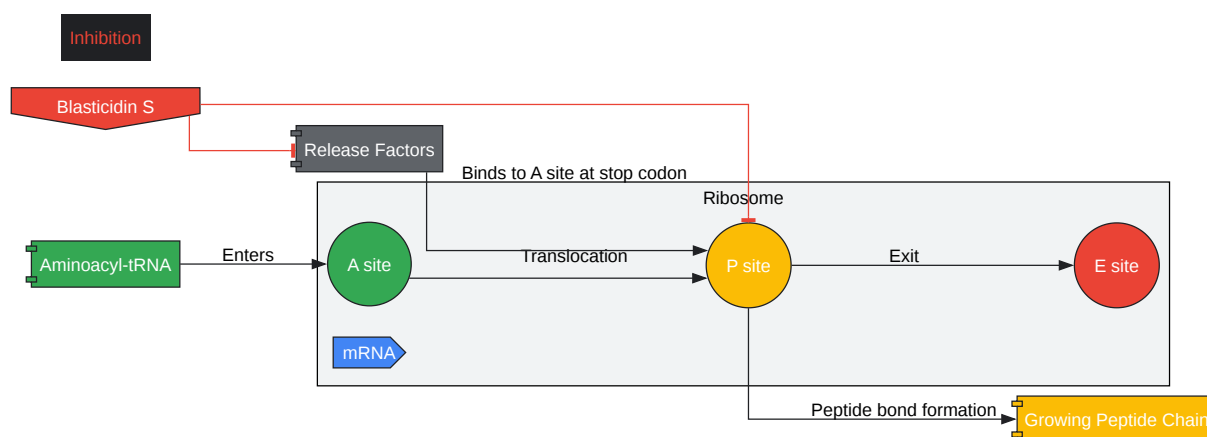 Inhibition
Blasticidin S
Release Factors
Binds to A site at stop codon
Ribosome
Aminoacyl-tRNA
Enters
A site
Translocation
P site
Exit
E site
mRNA
Peptide bond formation
Growing Peptide Chain